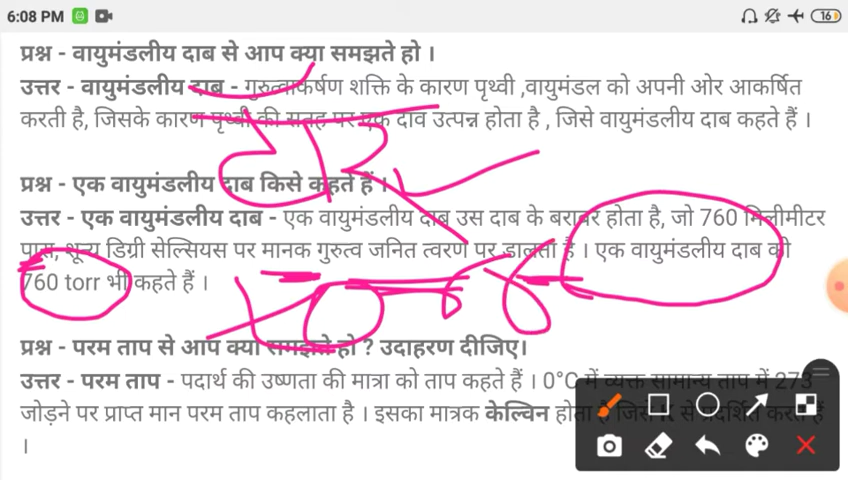 6:08 PM 16
प्रश्न - वायुमंडलीय दाब से आप क्या समझते हो ।
उत्तर - वायुमंडलीय दाब - गुरुत्वाकर्षण शक्ति के कारण पृथ्वी ,वायुमंडल को अपनी ओर आकर्षित
करती है, जिसके कारण पृथ्वी की सतह पर एक दाव उत्पन्न होता है , जिसे वायुमंडलीय दाब कहते हैं ।
प्रश्न - एक वायुमंडलीय दाब किसे कहते हैं ।
उत्तर - एक वायुमंडलीय दाब - एक वायुमंडलीय दाब उस दाब के बराबर होता है, जो 760 मिलीमीटर
पारा, शून्य डिग्री सेल्सियस पर मानक गुरुत्व जनित त्वरण पर डालता है । एक वायुमंडलीय दाब को
760 torr भी कहते हैं ।
प्रश्न - परम ताप से आप क्या समझते हो ? उदाहरण दीजिए।
उत्तर - परम ताप - पदार्थ की उष्णता की मात्रा को ताप कहते हैं । 0°C में व्यक्त सामान्य ताप में 273
जोड़ने पर प्राप्त मान परम ताप कहलाता है । इसका मात्रक केल्विन होता है जिसे K से प्रदर्शित करते हैं
।